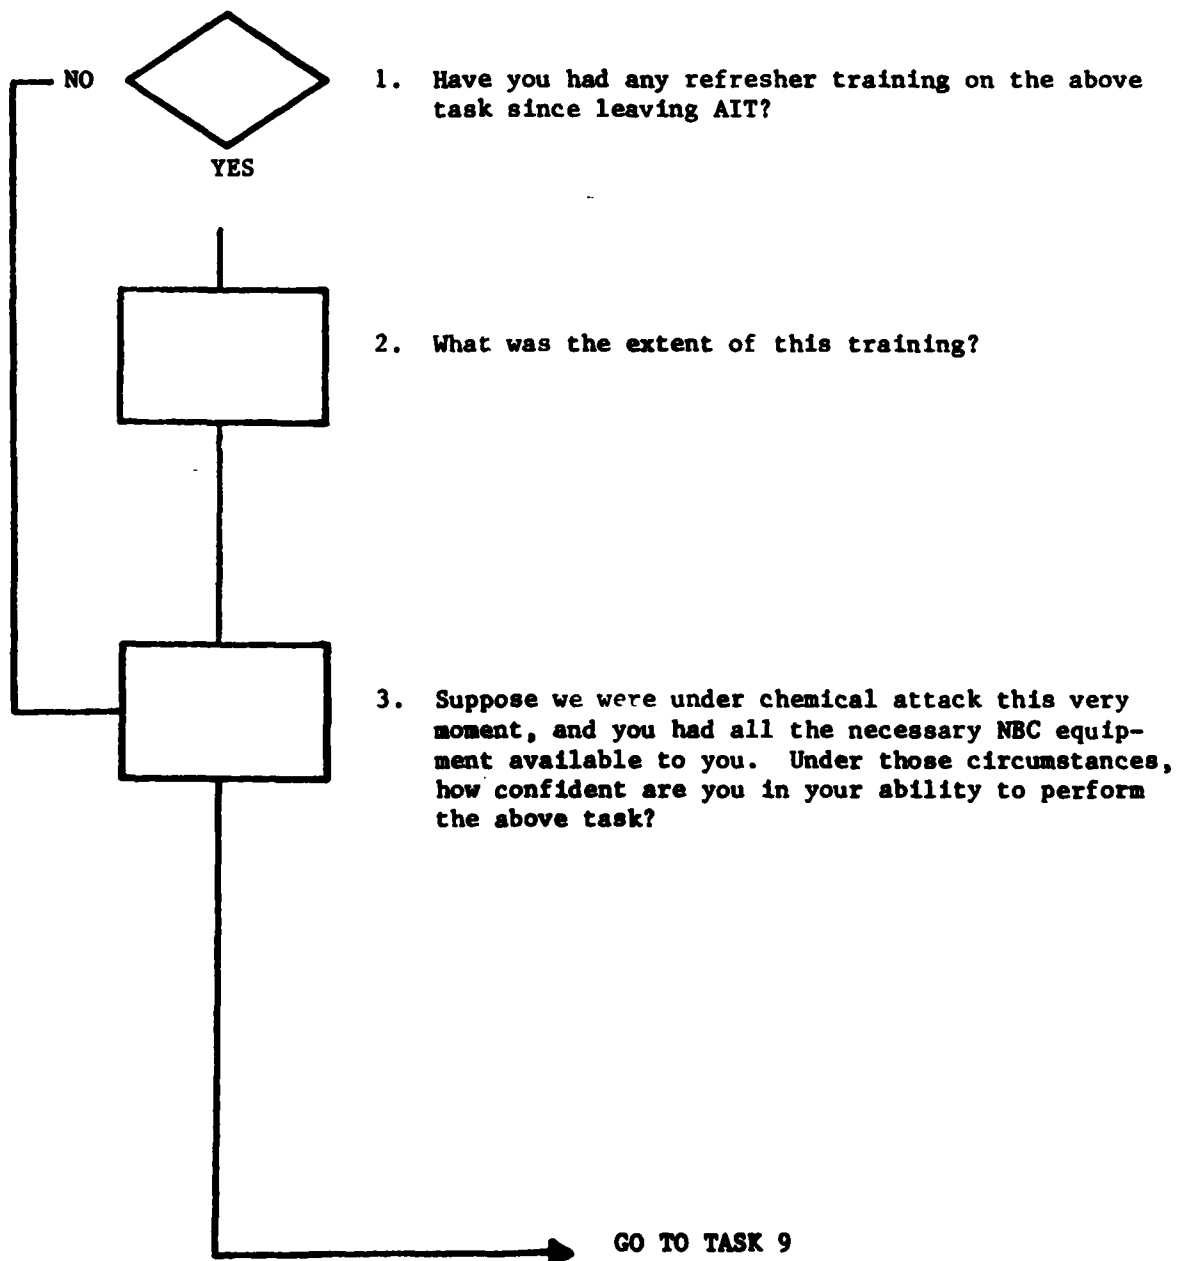 NO
1. Have you had any refresher training on the above
task since leaving AIT?
YES
2. What was the extent of this training?
3. Suppose we were under chemical attack this very
moment, and you had all the necessary NBC equip-
ment available to you. Under those circumstances,
how confident are you in your ability to perform
the above task?
GO TO TASK 9